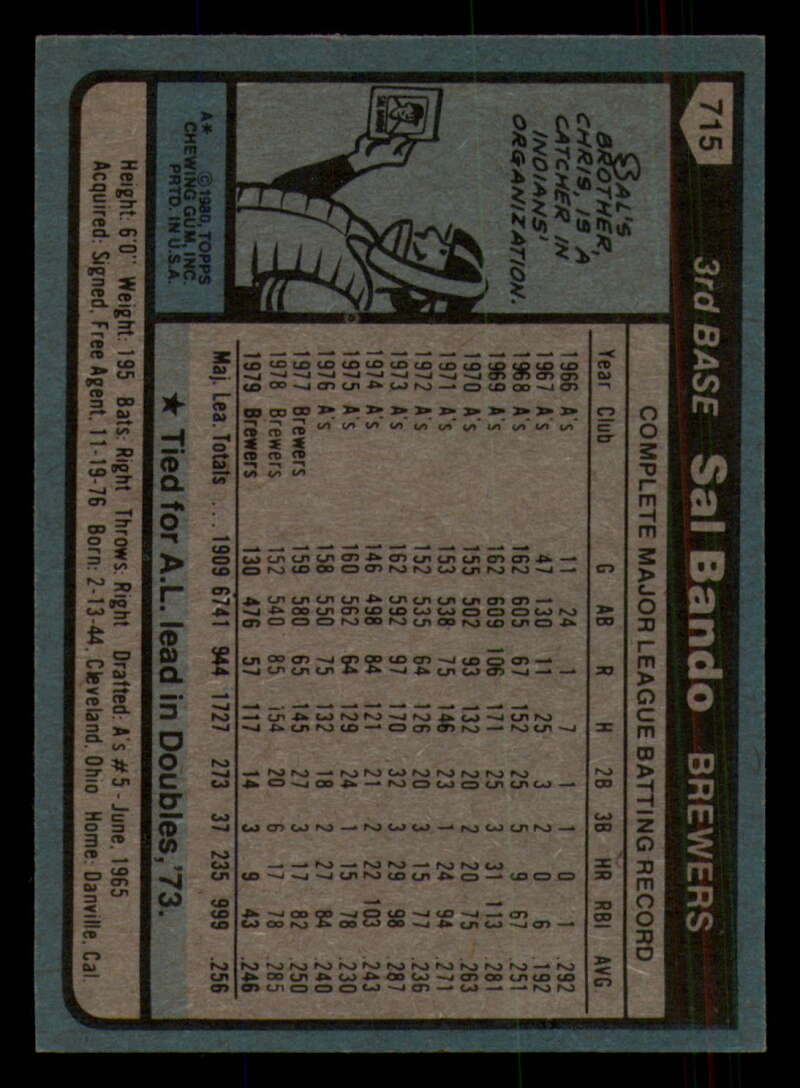 715
3rd BASE Sal Bando BREWERS
SAL'S
BROTHER,
CHRIS, IS A
CATCHER IN
INDIANS'
ORGANIZATION.
A* ©1980, TOPPS
CHEWING GUM, INC.
PRTD. IN U.S.A.
COMPLETE MAJOR LEAGUE BATTING RECORD
Year Club G AB R H 2B 3B HR RBI AVG
1966 A's 11 24 1 7 1 1 0 1 .292
1967 A's 47 130 11 25 3 2 0 6 .192
1968 A's 162 605 67 152 25 5 9 67 .251
1969 A's 162 609 106 171 25 3 31 113 .281
1970 A's 155 502 93 132 20 2 20 75 .263
1971 A's 153 538 75 146 23 1 24 94 .271
1972 A's 152 535 64 126 20 3 15 77 .236
1973 A's 162 592 97 170 32 3 29 98 .287
1974 A's 146 498 84 121 21 2 22 103 .243
1975 A's 160 562 64 129 24 1 15 78 .230
1976 A's 158 550 75 132 18 2 27 84 .240
1977 Brewers 159 580 65 145 27 3 17 82 .250
1978 Brewers 152 540 85 154 20 6 17 78 .285
1979 Brewers 130 476 57 117 14 3 9 43 .246
Maj. Lea. Totals .... 1909 6741 944 1727 273 37 235 999 .256
★ Tied for A.L. lead in Doubles, '73.
Height: 6'0" Weight: 195 Bats: Right Throws: Right Drafted: A's #5 - June, 1965
Acquired: Signed, Free Agent, 11-19-76 Born: 2-13-44, Cleveland, Ohio Home: Danville, Cal.